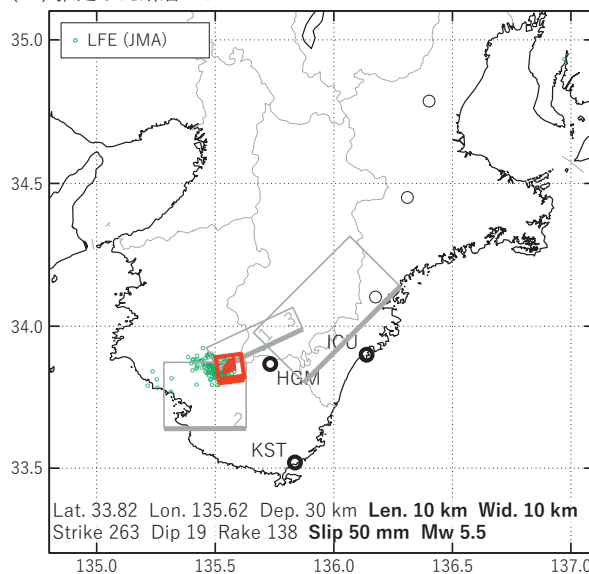 35.0
LFE (JMA)
34.5
34.0
3
1
ICU
HGM
2
33.5
KST
Lat. 33.82 Lon. 135.62 Dep. 30 km Len. 10 km Wid. 10 km
Strike 263 Dip 19 Rake 138 Slip 50 mm Mw 5.5
135.0 135.5 136.0 136.5 137.0